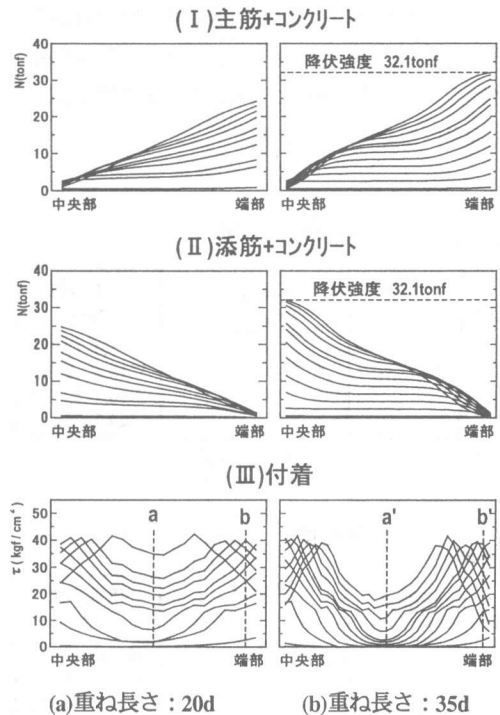 (Ⅰ)主筋+コンクリート
N(tonf)
40
30
20
10
0
中央部 端部
降伏強度 32.1tonf
中央部 端部
(Ⅱ)添筋+コンクリート
N(tonf)
40
30
20
10
0
中央部 端部
降伏強度 32.1tonf
中央部 端部
(Ⅲ)付着
τ( kgf/cm⁻²)
50
40
30
20
10
0
a b
中央部 端部
a' b'
中央部 端部
(a)重ね長さ:20d (b)重ね長さ:35d